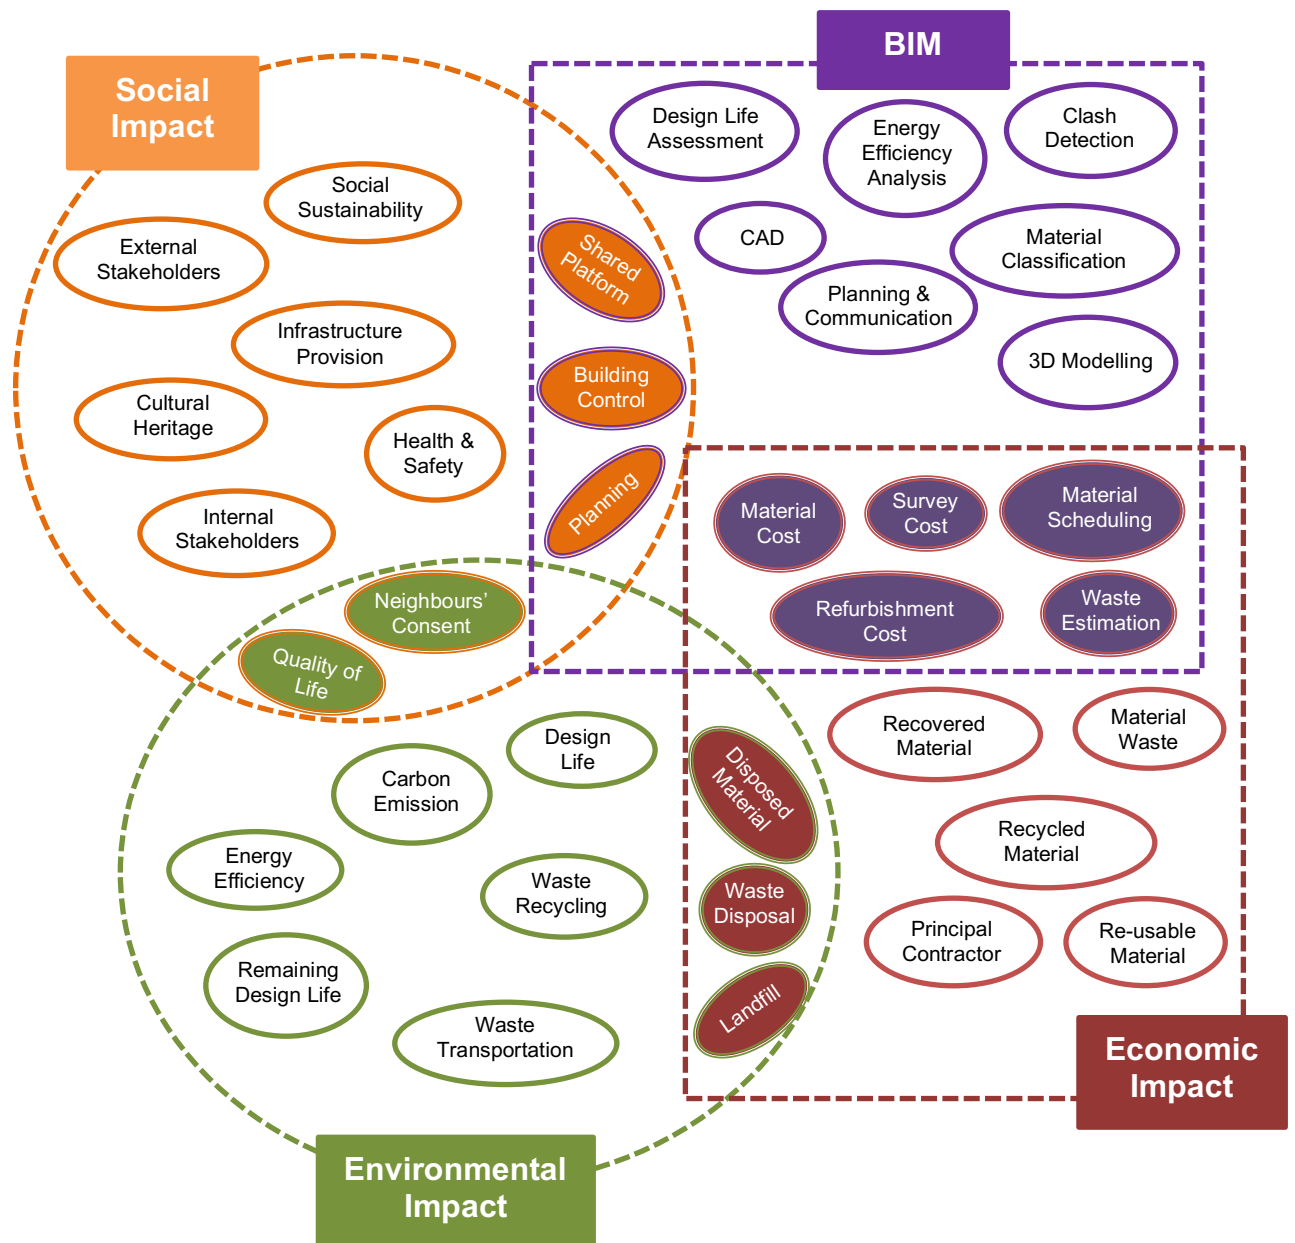 Social
Impact
BIM
Social
Sustainability
External
Stakeholders
Infrastructure
Provision
Cultural
Heritage
Health &
Safety
Internal
Stakeholders
Shared
Platform
Building
Control
Planning
Design Life
Assessment
Energy
Efficiency
Analysis
Clash
Detection
CAD
Material
Classification
Planning &
Communication
3D Modelling
Material
Cost
Survey
Cost
Material
Scheduling
Refurbishment
Cost
Waste
Estimation
Neighbours’
Consent
Quality of
Life
Design
Life
Carbon
Emission
Energy
Efficiency
Waste
Recycling
Remaining
Design Life
Waste
Transportation
Disposed
Material
Waste
Disposal
Landfill
Recovered
Material
Material
Waste
Recycled
Material
Principal
Contractor
Re-usable
Material
Economic
Impact
Environmental
Impact